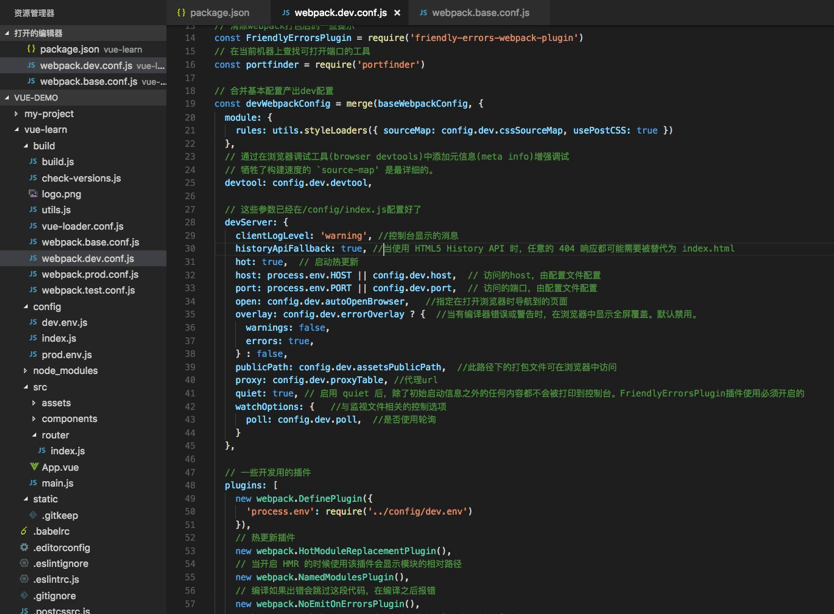 资源管理器
打开的编辑器
{} package.json vue-learn
JS webpack.dev.conf.js vue-l...
JS webpack.base.conf.js vue-...
VUE-DEMO
my-project
vue-learn
build
JS build.js
JS check-versions.js
logo.png
JS utils.js
JS vue-loader.conf.js
JS webpack.base.conf.js
JS webpack.dev.conf.js
JS webpack.prod.conf.js
JS webpack.test.conf.js
config
JS dev.env.js
JS index.js
JS prod.env.js
node_modules
src
assets
components
router
JS index.js
App.vue
JS main.js
static
.gitkeep
.babelrc
.editorconfig
.eslintignore
.eslintrc.js
.gitignore
JS .postcssrc.js
{} package.json
JS webpack.dev.conf.js ×
JS webpack.base.conf.js
13 // 清除webpack打包后的一些提示
14 const FriendlyErrorsPlugin = require('friendly-errors-webpack-plugin')
15 // 在当前机器上查找可打开端口的工具
16 const portfinder = require('portfinder')
17
18 // 合并基本配置产出dev配置
19 const devWebpackConfig = merge(baseWebpackConfig, {
20 module: {
21 rules: utils.styleLoaders({ sourceMap: config.dev.cssSourceMap, usePostCSS: true })
22 },
23 // 通过在浏览器调试工具(browser devtools)中添加元信息(meta info)增强调试
24 // 牺牲了构建速度的 `source-map' 是最详细的。
25 devtool: config.dev.devtool,
26
27 // 这些参数已经在/config/index.js配置好了
28 devServer: {
29 clientLogLevel: 'warning', //控制台显示的消息
30 historyApiFallback: true, //当使用 HTML5 History API 时，任意的 404 响应都可能需要被替代为 index.html
31 hot: true, // 启动热更新
32 host: process.env.HOST || config.dev.host, // 访问的host，由配置文件配置
33 port: process.env.PORT || config.dev.port, // 访问的端口，由配置文件配置
34 open: config.dev.autoOpenBrowser, //指定在打开浏览器时导航到的页面
35 overlay: config.dev.errorOverlay ? { //当有编译器错误或警告时，在浏览器中显示全屏覆盖。默认禁用。
36 warnings: false,
37 errors: true,
38 } : false,
39 publicPath: config.dev.assetsPublicPath, //此路径下的打包文件可在浏览器中访问
40 proxy: config.dev.proxyTable, //代理url
41 quiet: true, // 启用 quiet 后，除了初始启动信息之外的任何内容都不会被打印到控制台。FriendlyErrorsPlugin插件使用必须开启的
42 watchOptions: { //与监视文件相关的控制选项
43 poll: config.dev.poll, //是否使用轮询
44 }
45 },
46
47 // 一些开发用的插件
48 plugins: [
49 new webpack.DefinePlugin({
50 'process.env': require('../config/dev.env')
51 }),
52 // 热更新插件
53 new webpack.HotModuleReplacementPlugin(),
54 // 当开启 HMR 的时候使用该插件会显示模块的相对路径
55 new webpack.NamedModulesPlugin(),
56 // 编译如果出错会跳过这段代码，在编译之后报错
57 new webpack.NoEmitOnErrorsPlugin(),